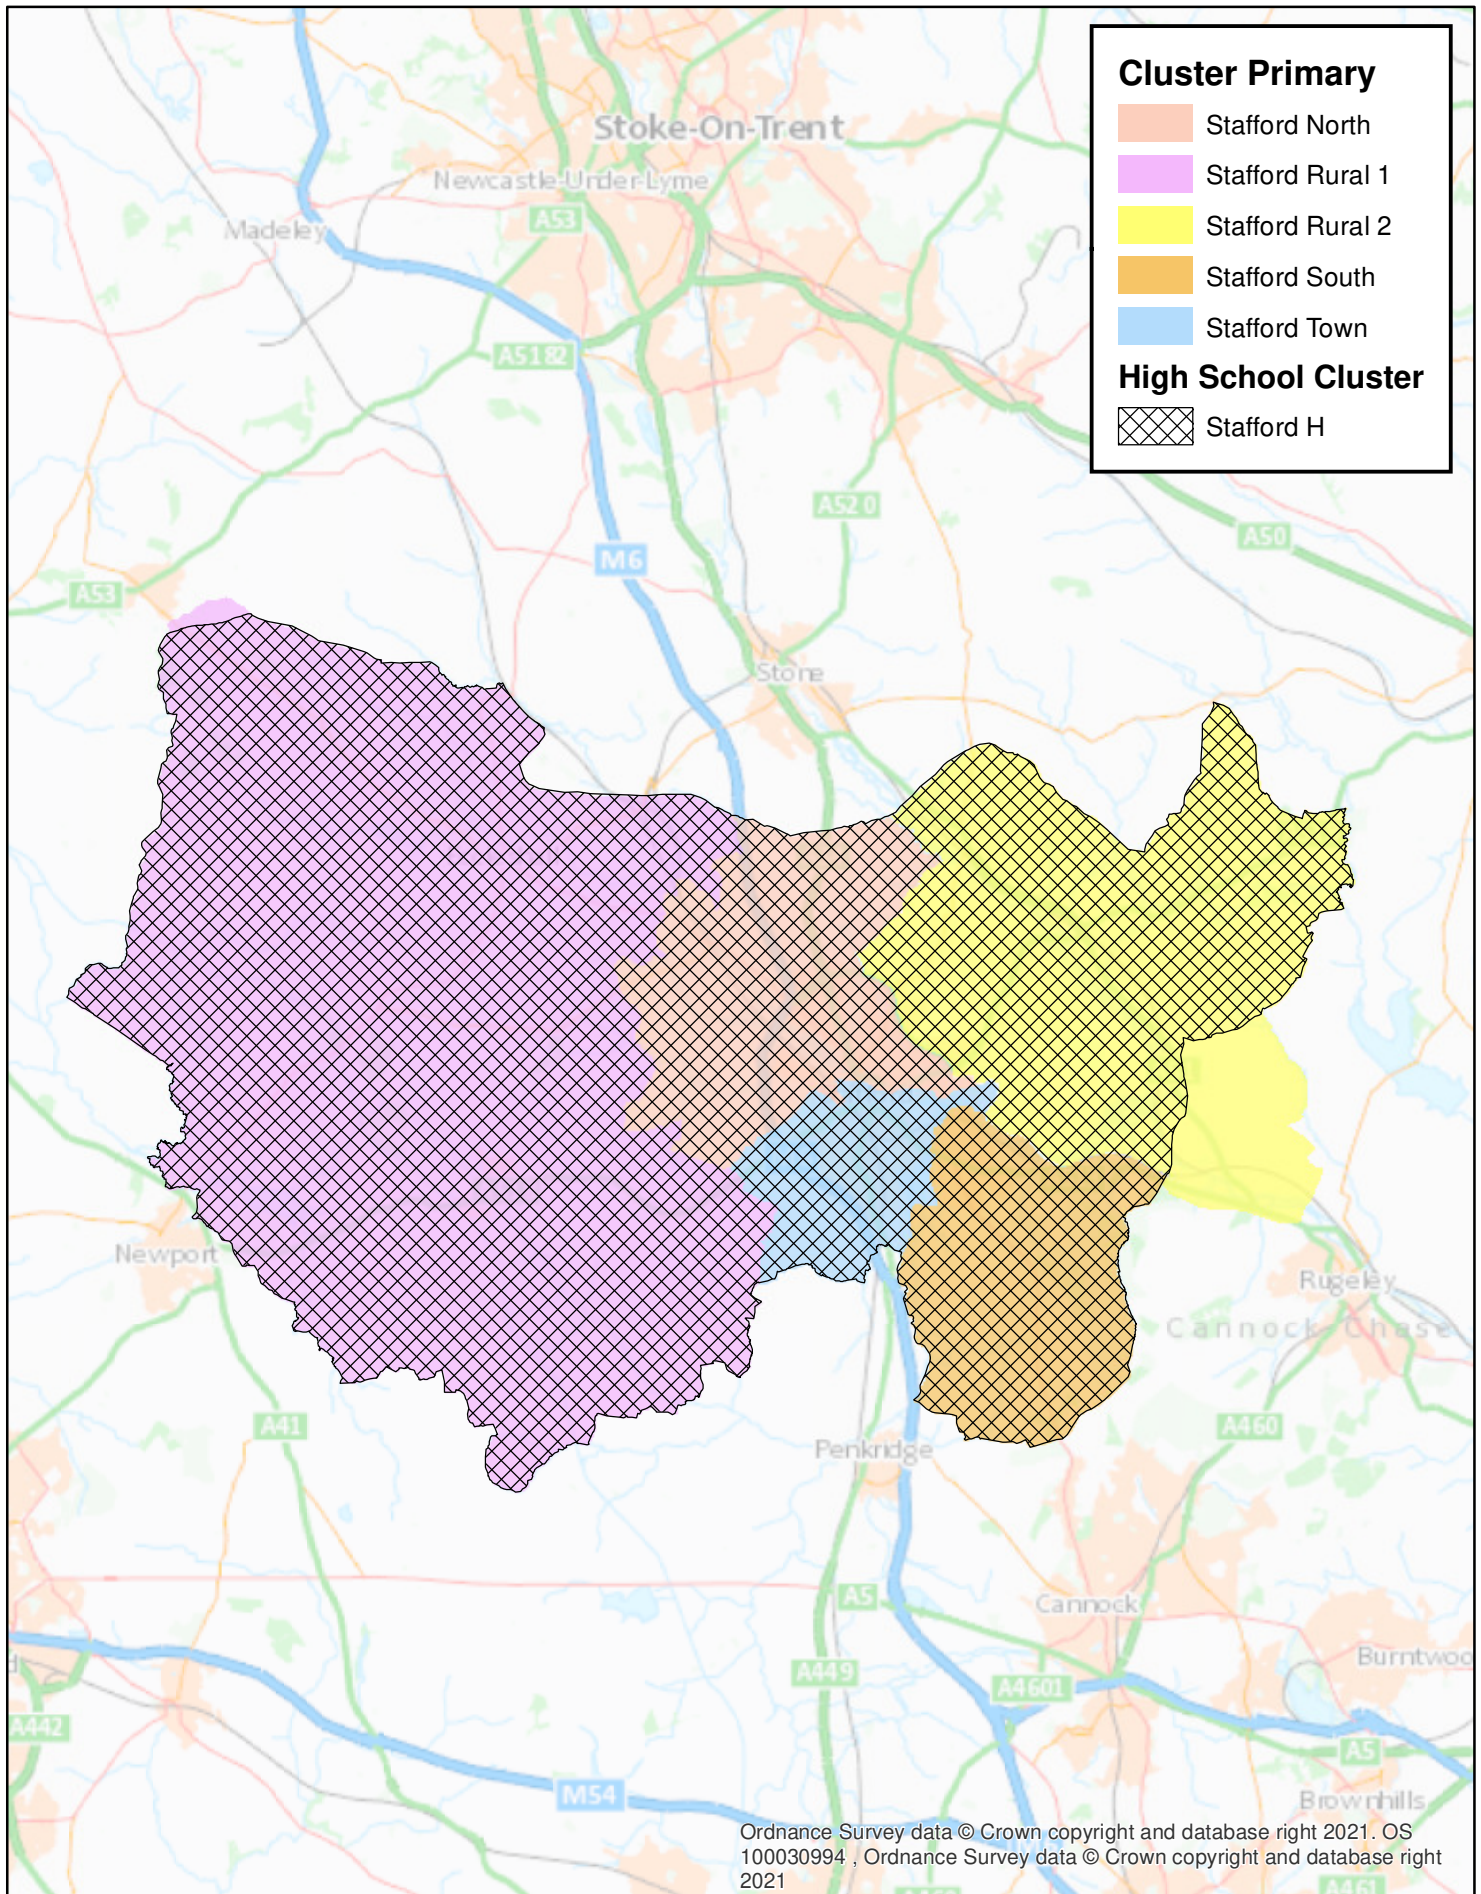 Cluster Primary
Stafford North
Stafford Rural 1
Stafford Rural 2
Stafford South
Stafford Town
High School Cluster
Stafford H
Stoke-On-Trent
Newcastle-Under-Lyme
A53
Madeley
A5182
A520
A50
M6
A53
Stone
Newport
Rugeley
Cannock Chase
A41
A460
Penkridge
A5
Cannock
Burntwoo
A449
A4601
A442
A5
M54
Brownhills
Ordnance Survey data © Crown copyright and database right 2021. OS
100030994 , Ordnance Survey data © Crown copyright and database right
2021
A461